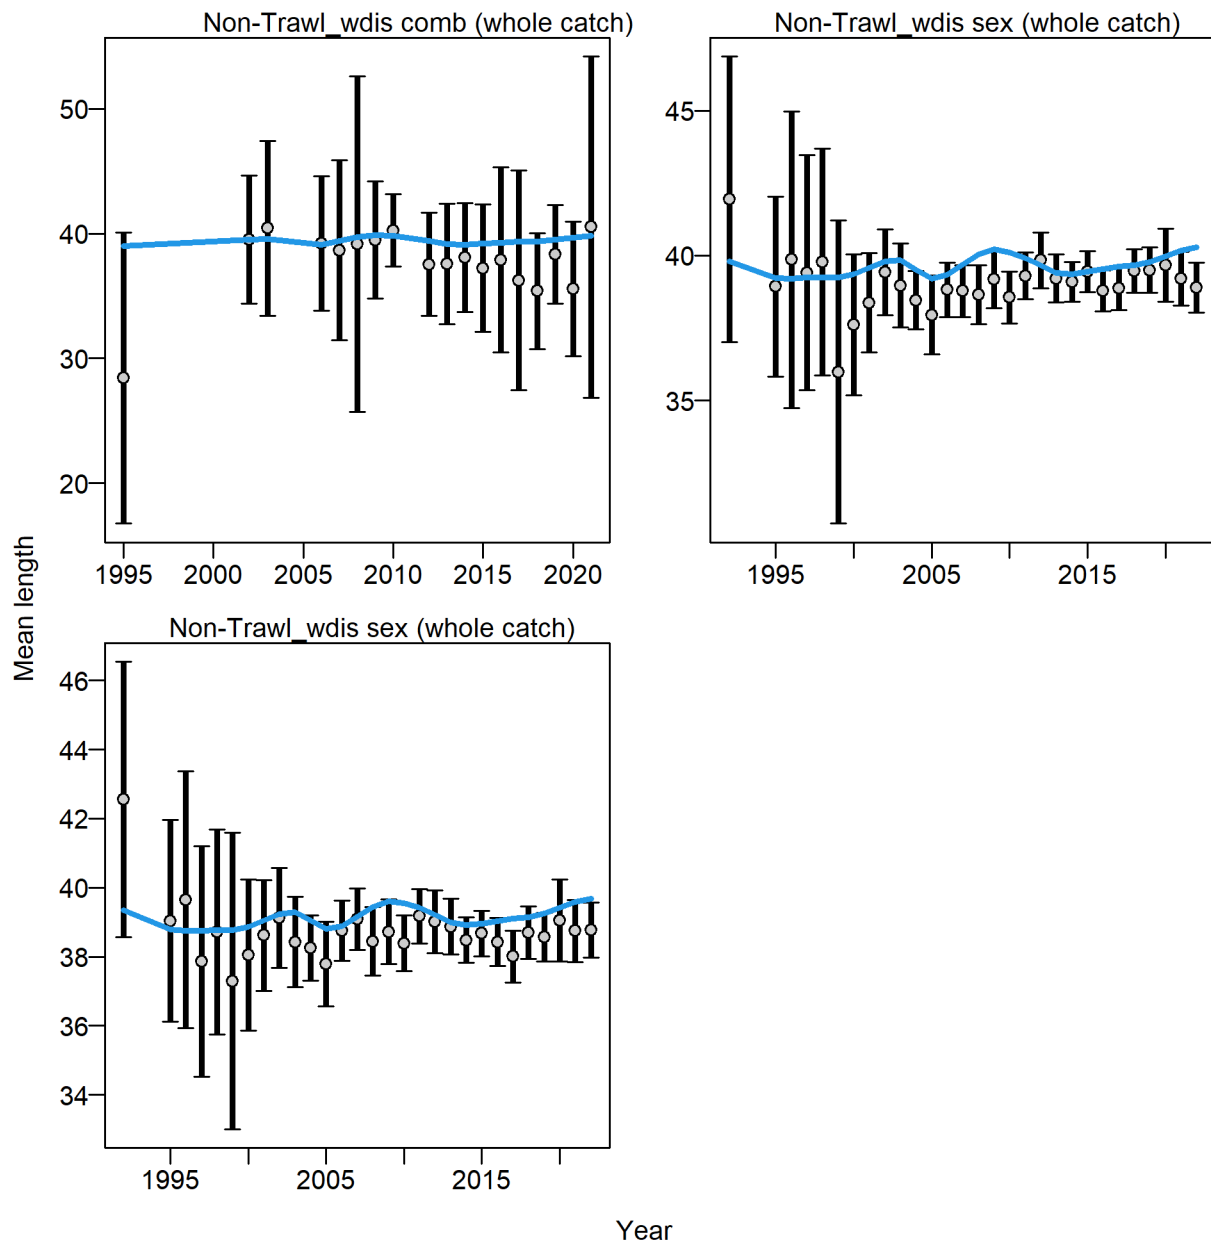 Non-Trawl_wdis comb (whole catch)
50
40
30
20
1995 2000 2005 2010 2015 2020
Non-Trawl_wdis sex (whole catch)
45
40
35
1995 2005 2015
Non-Trawl_wdis sex (whole catch)
46
44
42
40
38
36
34
1995 2005 2015
Mean length
Year